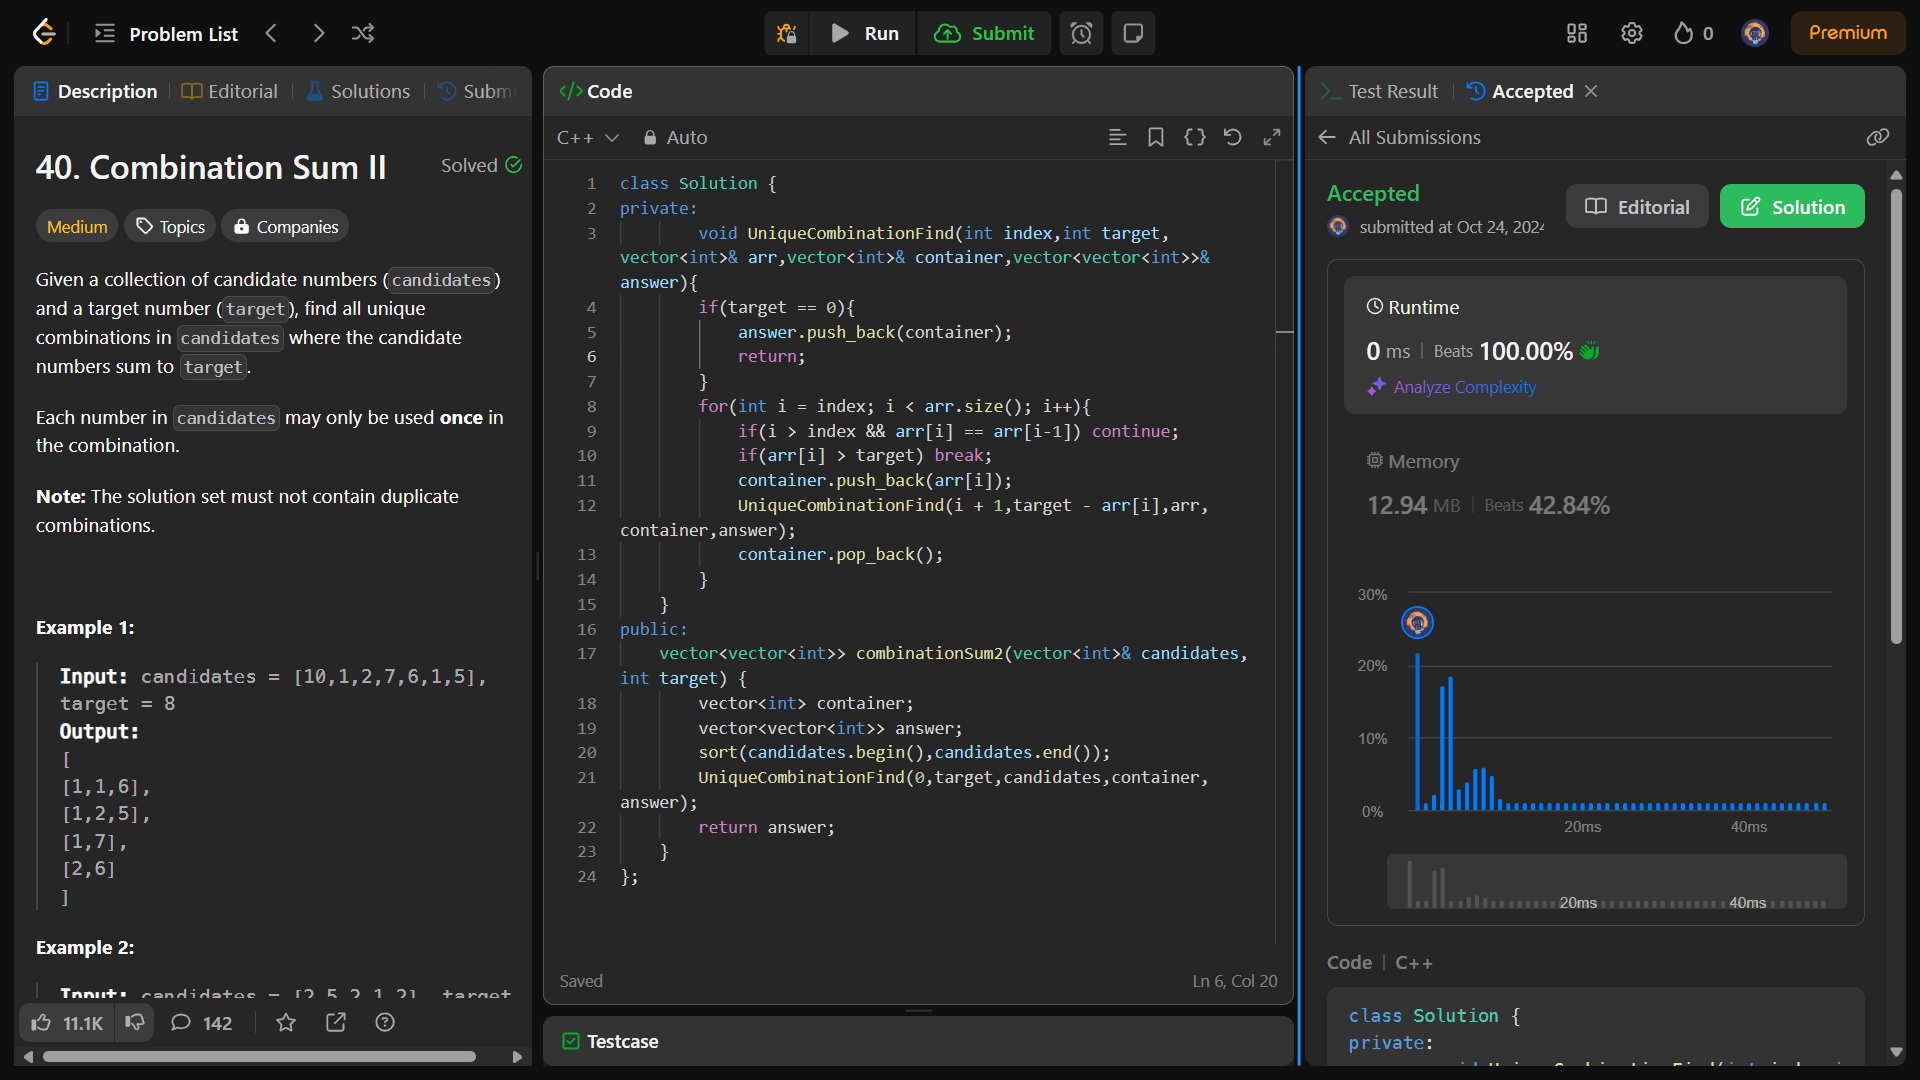 Problem List
Run
Submit
0
Premium
Description
Editorial
Solutions
Subm
40. Combination Sum II
Solved
Medium
Topics
Companies
Given a collection of candidate numbers (candidates)
and a target number (target), find all unique
combinations in candidates where the candidate
numbers sum to target.
Each number in candidates may only be used once in
the combination.
Note: The solution set must not contain duplicate
combinations.
Example 1:
Input: candidates = [10,1,2,7,6,1,5],
target = 8
Output:
[
[1,1,6],
[1,2,5],
[1,7],
[2,6]
]
Example 2:
Input: candidates = [2,5,2,1,2], target
11.1K
142
Code
C++
Auto
1 class Solution {
2 private:
3 void UniqueCombinationFind(int index,int target,
vector<int>& arr,vector<int>& container,vector<vector<int>>&
answer){
4 if(target == 0){
5 answer.push_back(container);
6 return;
7 }
8 for(int i = index; i < arr.size(); i++){
9 if(i > index && arr[i] == arr[i-1]) continue;
10 if(arr[i] > target) break;
11 container.push_back(arr[i]);
12 UniqueCombinationFind(i + 1,target - arr[i],arr,
container,answer);
13 container.pop_back();
14 }
15 }
16 public:
17 vector<vector<int>> combinationSum2(vector<int>& candidates,
int target) {
18 vector<int> container;
19 vector<vector<int>> answer;
20 sort(candidates.begin(),candidates.end());
21 UniqueCombinationFind(0,target,candidates,container,
answer);
22 return answer;
23 }
24 };
Saved
Ln 6, Col 20
Testcase
Test Result
Accepted
All Submissions
Accepted
submitted at Oct 24, 2024
Editorial
Solution
Runtime
0 ms
Beats 100.00%
Analyze Complexity
Memory
12.94 MB
Beats 42.84%
30%
20%
10%
0%
20ms
40ms
20ms
40ms
Code
C++
class Solution {
private: